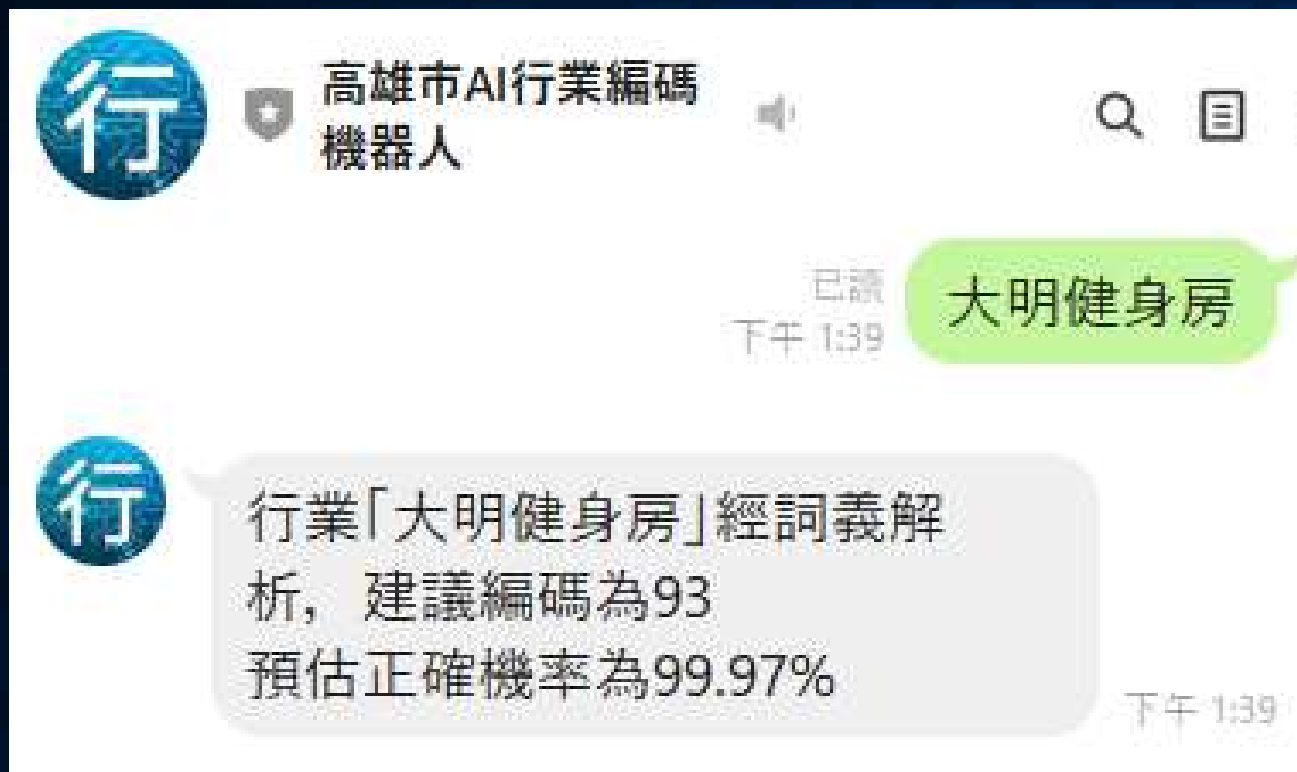 行
高雄市AI行業編碼
機器人
已讀
下午 1:39
大明健身房
行
行業「大明健身房」經詞義解
析， 建議編碼為93
預估正確機率為99.97%
下午 1:39